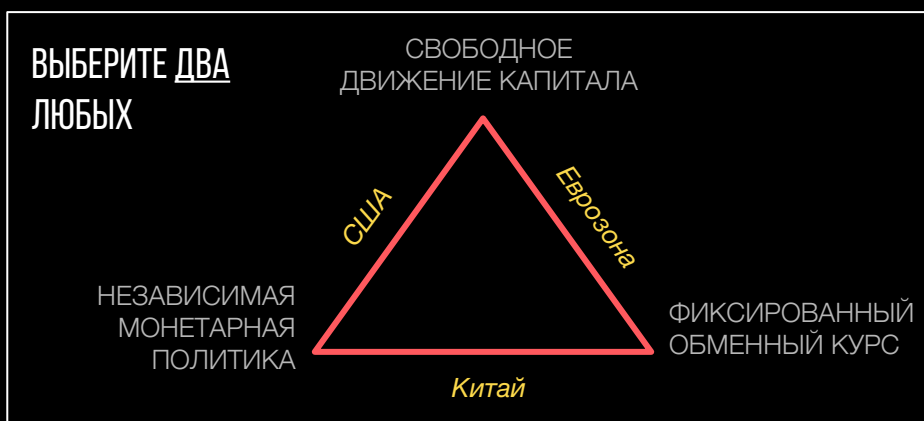 ВЫБЕРИТЕ ДВА
ЛЮБЫХ
СВОБОДНОЕ
ДВИЖЕНИЕ КАПИТАЛА
США
Еврозона
НЕЗАВИСИМАЯ
МОНЕТАРНАЯ
ПОЛИТИКА
ФИКСИРОВАННЫЙ
ОБМЕННЫЙ КУРС
Китай